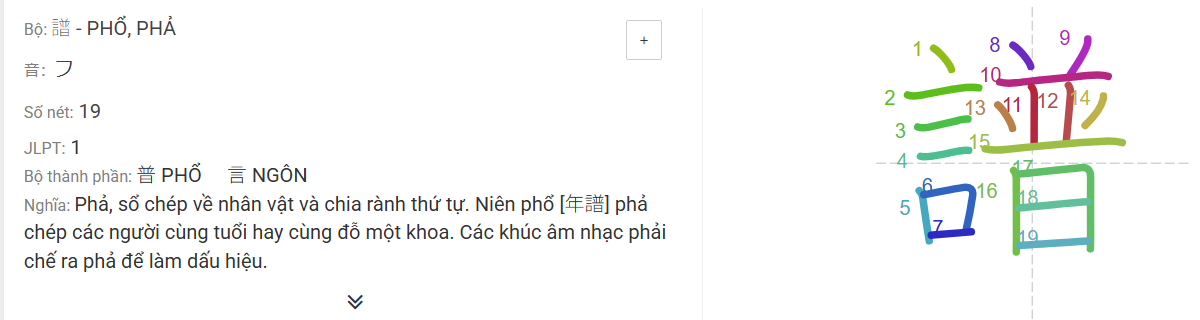 Bộ: 譜 - PHỔ, PHẢ
+
音: フ
Số nét: 19
JLPT: 1
Bộ thành phần: 普 PHỔ 言 NGÔN
Nghĩa: Phả, sổ chép về nhân vật và chia rành thứ tự. Niên phổ [年譜] phả
chép các người cùng tuổi hay cùng đỗ một khoa. Các khúc âm nhạc phải
chế ra phả để làm dấu hiệu.
譜
1 8 9
10
2 13 11 12 14
3 15
4 17
6 16 18
5
7 19